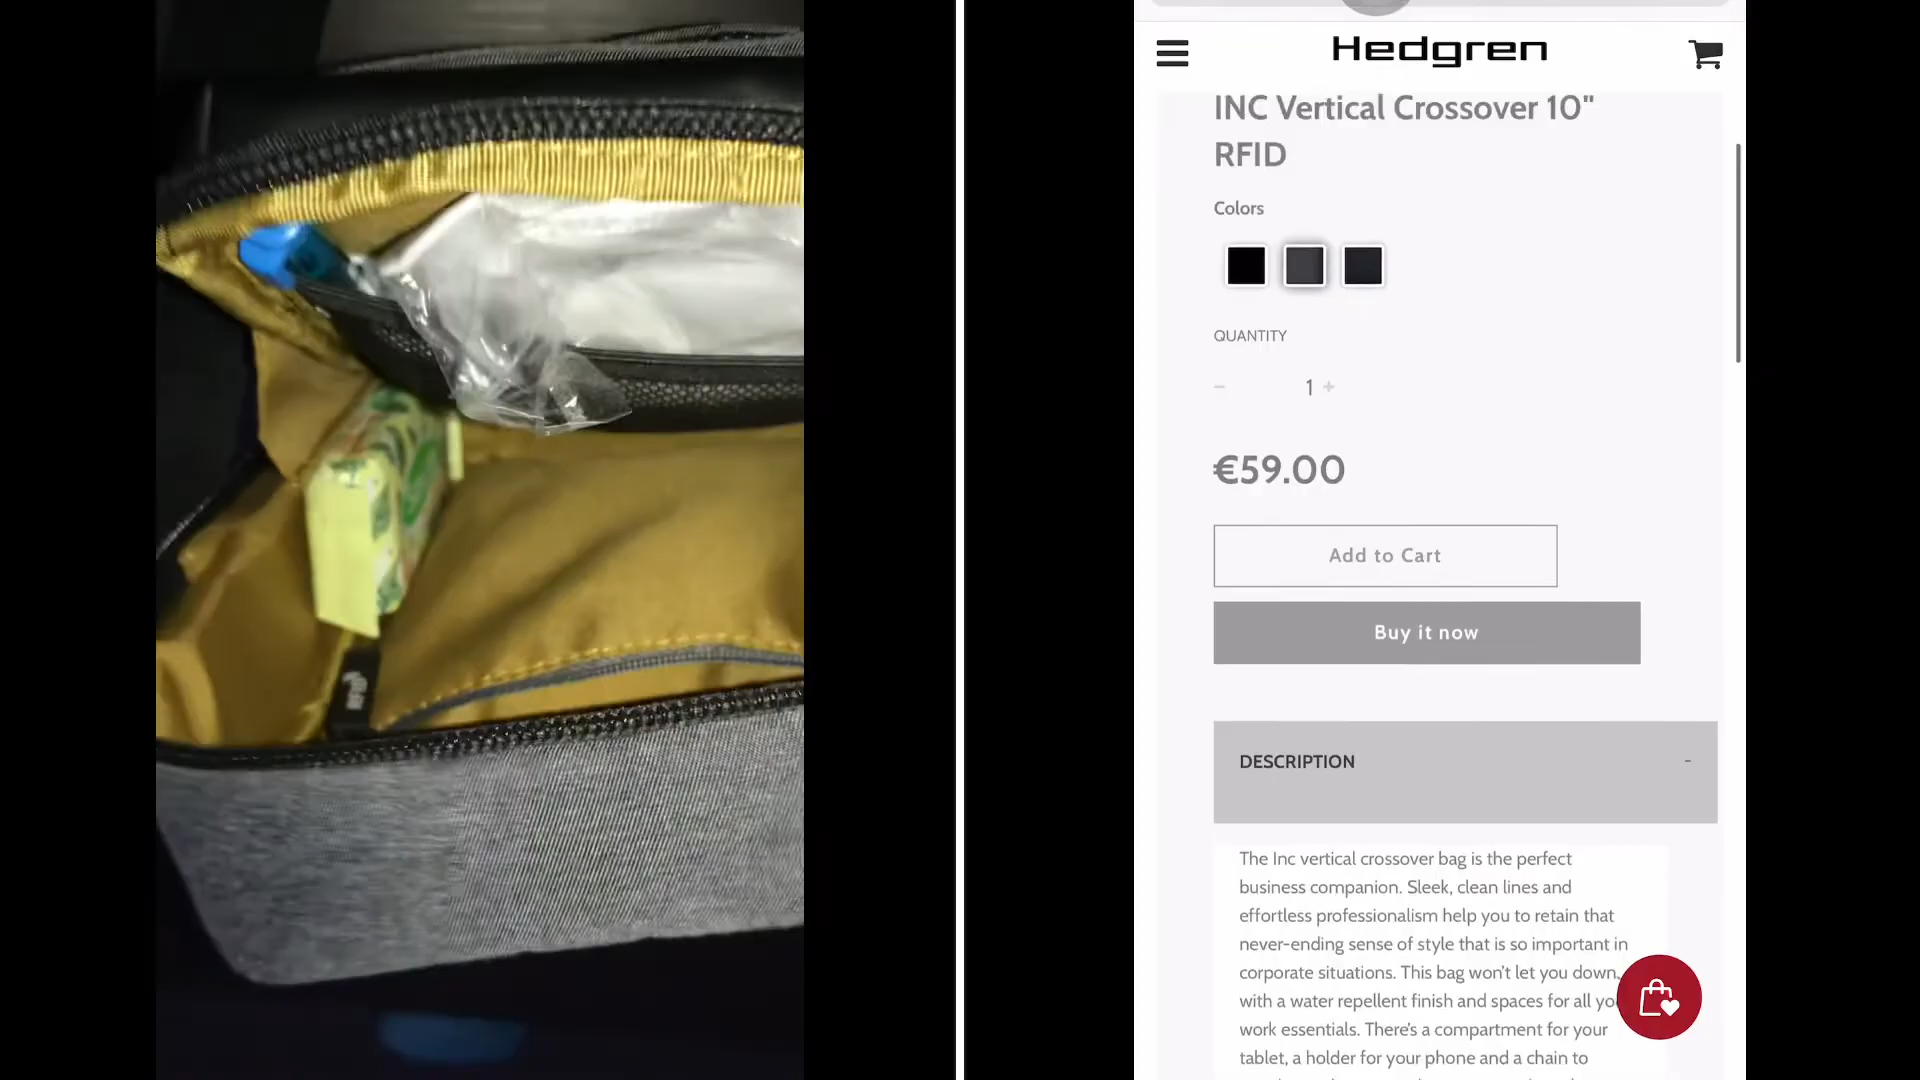 RFID
Hedgren
INC Vertical Crossover 10"
RFID
Colors
QUANTITY
− 1 +
€59.00
Add to Cart
Buy it now
DESCRIPTION -
The Inc vertical crossover bag is the perfect
business companion. Sleek, clean lines and
effortless professionalism help you to retain that
never-ending sense of style that is so important in
corporate situations. This bag won't let you down,
with a water repellent finish and spaces for all yo
work essentials. There's a compartment for your
tablet, a holder for your phone and a chain to